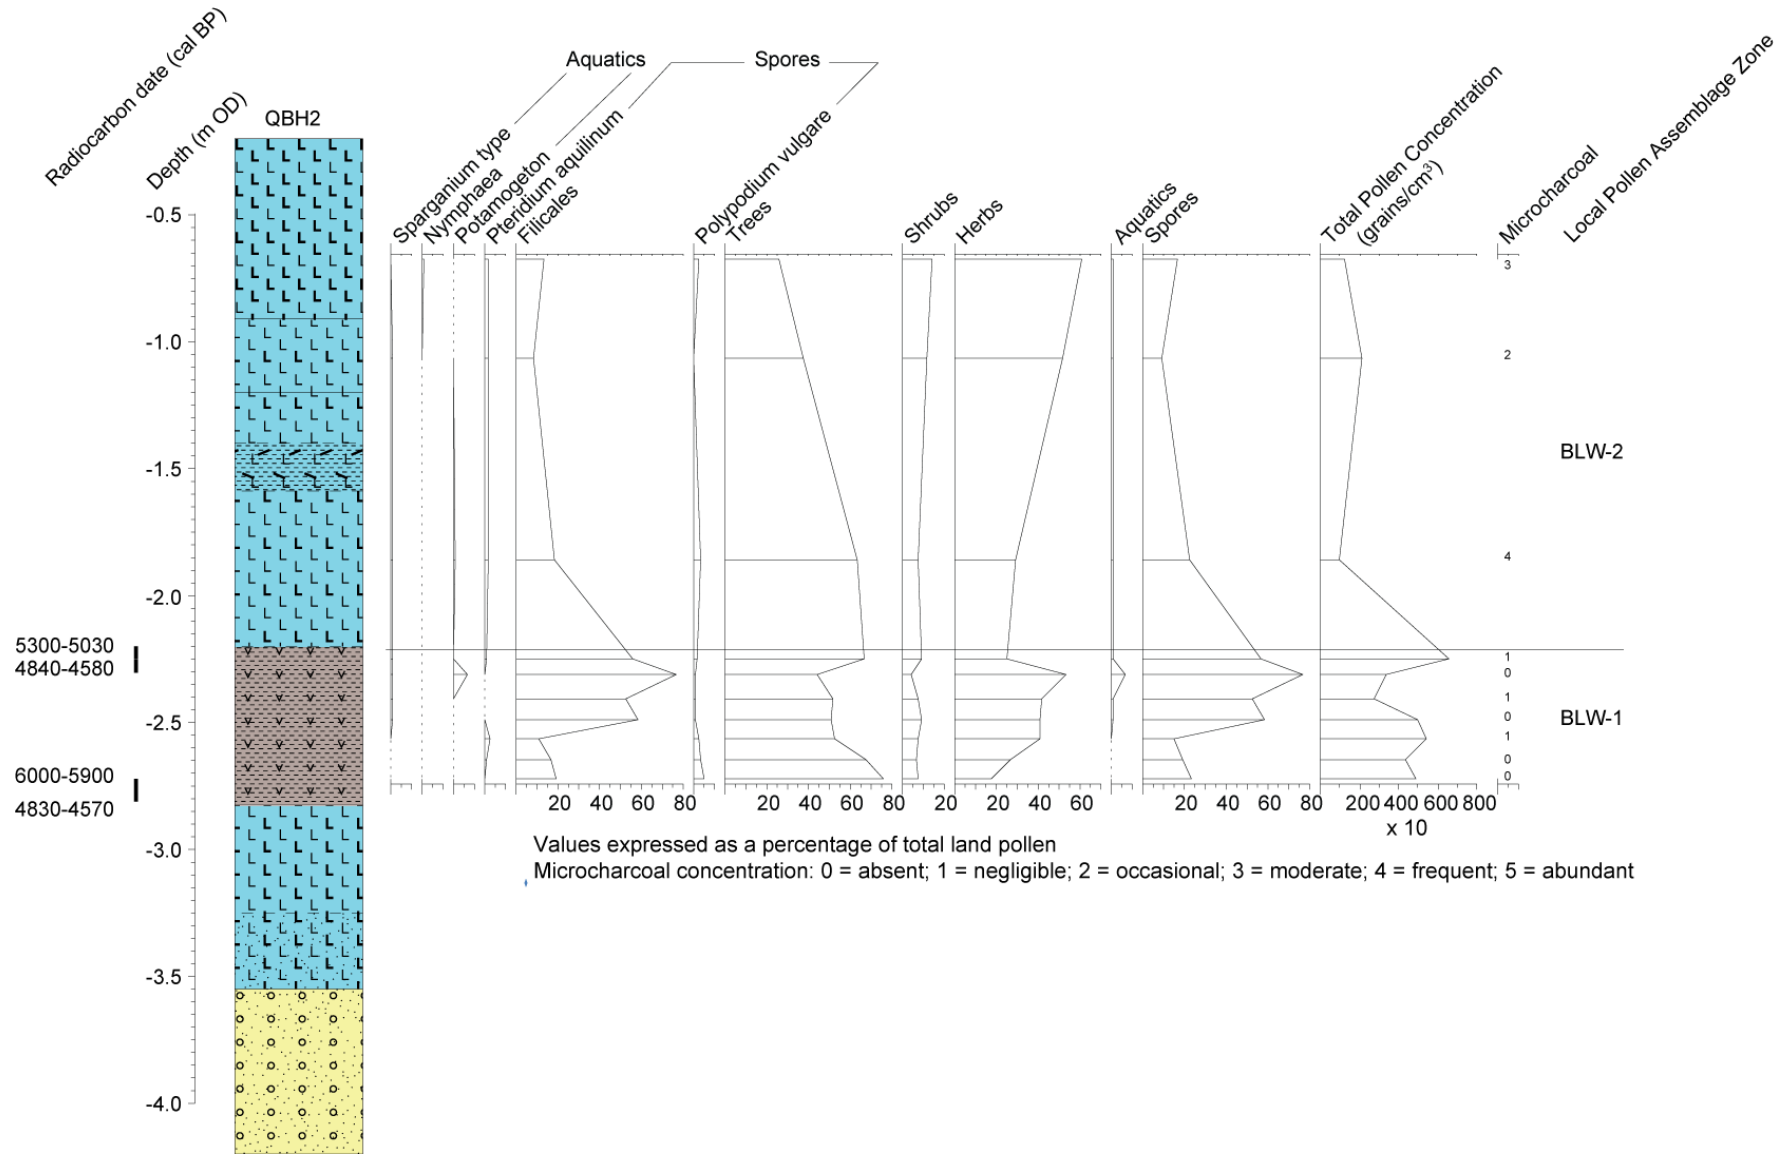 Radiocarbon date (cal BP)
Depth (m OD)
QBH2
Aquatics
Spores
Sparganium type
Nymphaea
Potamogeton
Pteridium aquilinum
Filicales
Polypodium vulgare
Trees
Shrubs
Herbs
Aquatics
Spores
Total Pollen Concentration
(grains/cm³)
Microcharcoal
Local Pollen Assemblage Zone
-0.5
-1.0
-1.5
-2.0
-2.5
-3.0
-3.5
-4.0
5300-5030
4840-4580
6000-5900
4830-4570
3
2
4
1
0
1
0
1
0
0
BLW-2
BLW-1
20 40 60 80 20 40 60 80 20 20 40 60 20 40 60 80 200 400 600 800
x 10
Values expressed as a percentage of total land pollen
Microcharcoal concentration: 0 = absent; 1 = negligible; 2 = occasional; 3 = moderate; 4 = frequent; 5 = abundant